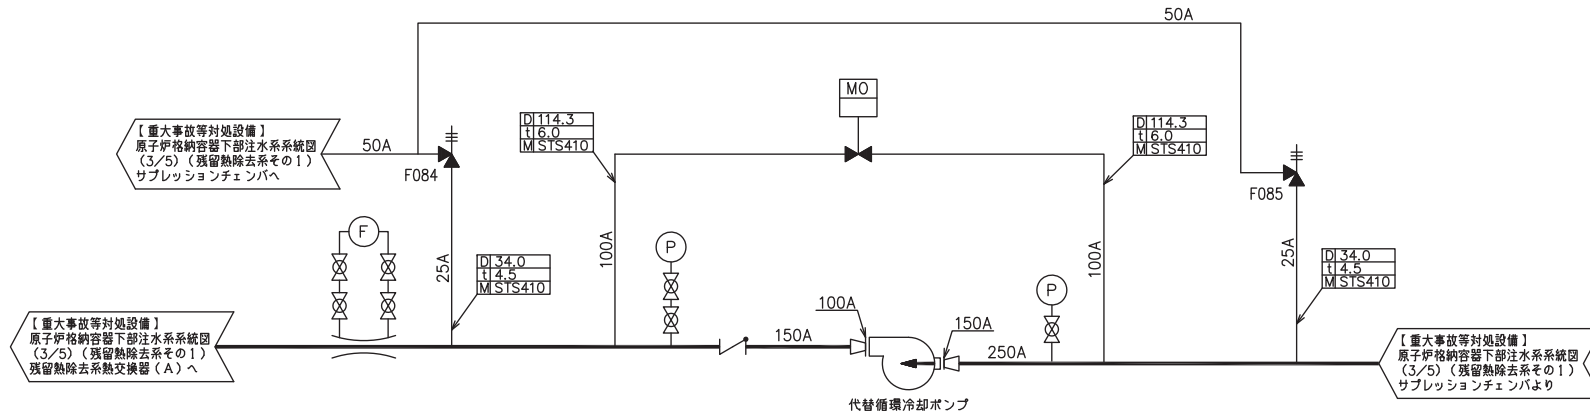 50A
MO
D 114.3
t 6.0
M STS410
D 114.3
t 6.0
M STS410
【重大事故等対処設備】
原子炉格納容器下部注水系系統図
(3/5)(残留熱除去系その1)
サプレッションチェンバへ
50A
F084
F085
F
25A
100A
P
100A
25A
D 34.0
t 4.5
M STS410
D 34.0
t 4.5
M STS410
P
100A
150A
150A
250A
【重大事故等対処設備】
原子炉格納容器下部注水系系統図
(3/5)(残留熱除去系その1)
残留熱除去系熱交換器(A)へ
【重大事故等対処設備】
原子炉格納容器下部注水系系統図
(3/5)(残留熱除去系その1)
サプレッションチェンバより
代替循環冷却ポンプ